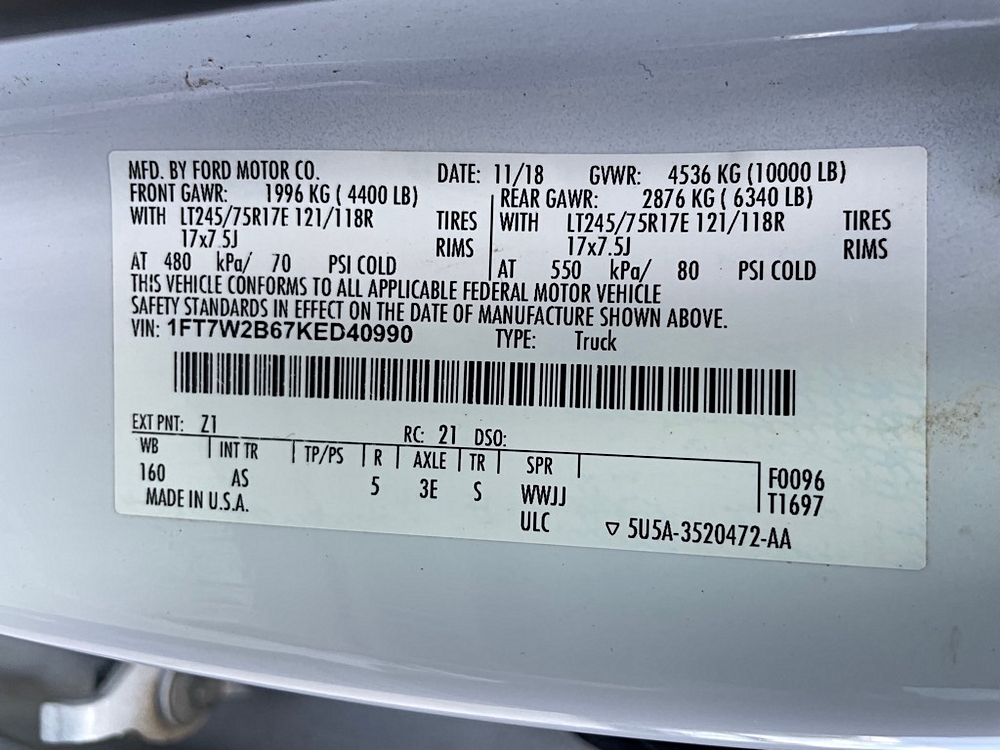 MFD. BY FORD MOTOR CO. DATE: 11/18 GVWR: 4536 KG (10000 LB)
FRONT GAWR: 1996 KG ( 4400 LB) REAR GAWR: 2876 KG ( 6340 LB)
WITH LT245/75R17E 121/118R TIRES WITH LT245/75R17E 121/118R TIRES
17x7.5J RIMS 17x7.5J RIMS
AT 480 kPa/ 70 PSI COLD AT 550 kPa/ 80 PSI COLD
THIS VEHICLE CONFORMS TO ALL APPLICABLE FEDERAL MOTOR VEHICLE
SAFETY STANDARDS IN EFFECT ON THE DATE OF MANUFACTURE SHOWN ABOVE.
VIN: 1FT7W2B67KED40990 TYPE: Truck
EXT PNT: Z1 RC: 21 DSO:
WB INT TR TP/PS R AXLE TR SPR
160 AS 5 3E S WWJJ F0096
MADE IN U.S.A. ULC T1697
5U5A-3520472-AA